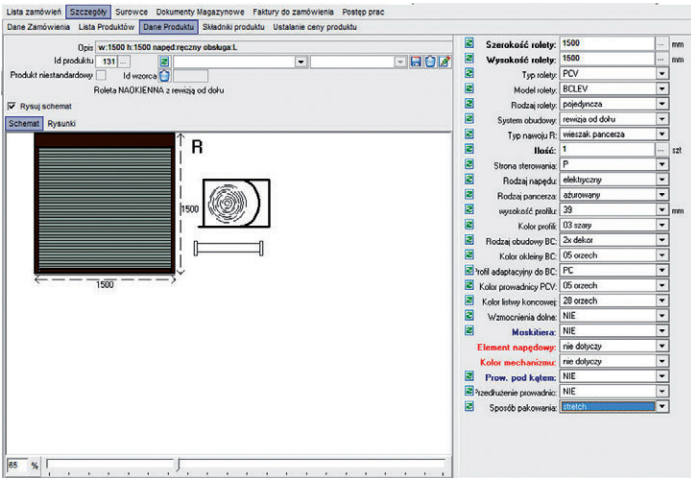 Lista zamówień Szczegóły Surowce Dokumenty Magazynowe Faktury do zamówienia Postęp prac
Dane Zamówienia Lista Produktów Dane Produktu Składniki produktu Ustalanie ceny produktu
Opis w:1500 h:1500 napęd:ręczny obsługa:L
Id produktu 131 ...
Produkt niestandardowy Id wzorca
Roleta NAOKIENNA z rewizją od dołu
Rysuj schemat
Schemat Rysunki
R
1500
1500
65 %
Szerokość rolety: 1500 ... mm
Wysokość rolety: 1500 ... mm
Typ rolety: PCV
Model rolety: BCLEV
Rodzaj rolety: pojedyncza
System obudowy: rewizja od dołu
Typ nawoju R: wieszak pancerza
Ilość: 1 ... szt
Strona sterowania: P
Rodzaj napędu: elektryczny
Rodzaj pancerza: ażurowany
wysokość profilu: 39 mm
Kolor profili: 03 szary
Rodzaj obudowy BC: 2x dekor
Kolor okleiny BC: 05 orzech
Profil adaptacyjny do BC: PC
Kolor prowadnicy PCV: 05 orzech
Kolor listwy końcowej: 28 orzech
Wzmocnienia dolne: NIE
Moskitiera: NIE
Element napędowy: nie dotyczy
Kolor mechanizmu: nie dotyczy
Prow. pod kątem: NIE
Przedłużenie prowadnic: NIE
Sposób pakowania: stretch